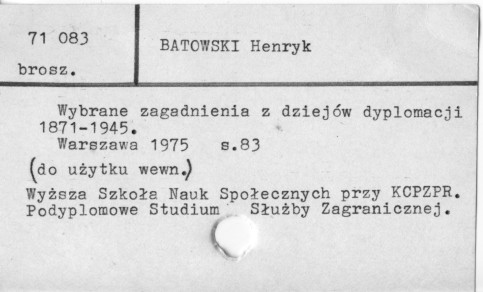 71 083
BATOWSKI Henryk
brosz.
Wybrane zagadnienia z dziejów dyplomacji
1871-1945.
Warszawa 1975 s.83
(do użytku wewn.)
Wyższa Szkoła Nauk Społecznych przy KCPZPR.
Podyplomowe Studium Służby Zagranicznej.